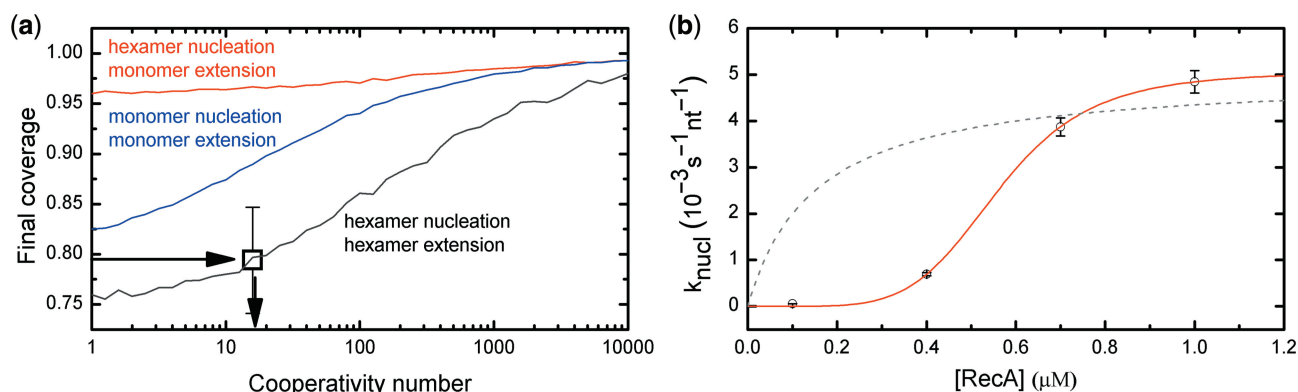 (a)
hexamer nucleation
monomer extension
monomer nucleation
monomer extension
hexamer nucleation
hexamer extension
Final coverage
1.00
0.95
0.90
0.85
0.80
0.75
1 10 100 1000 10000
Cooperativity number
(b)
k_nucl (10⁻³s⁻¹nt⁻¹)
6
5
4
3
2
1
0
0.0 0.2 0.4 0.6 0.8 1.0 1.2
[RecA] (μM)